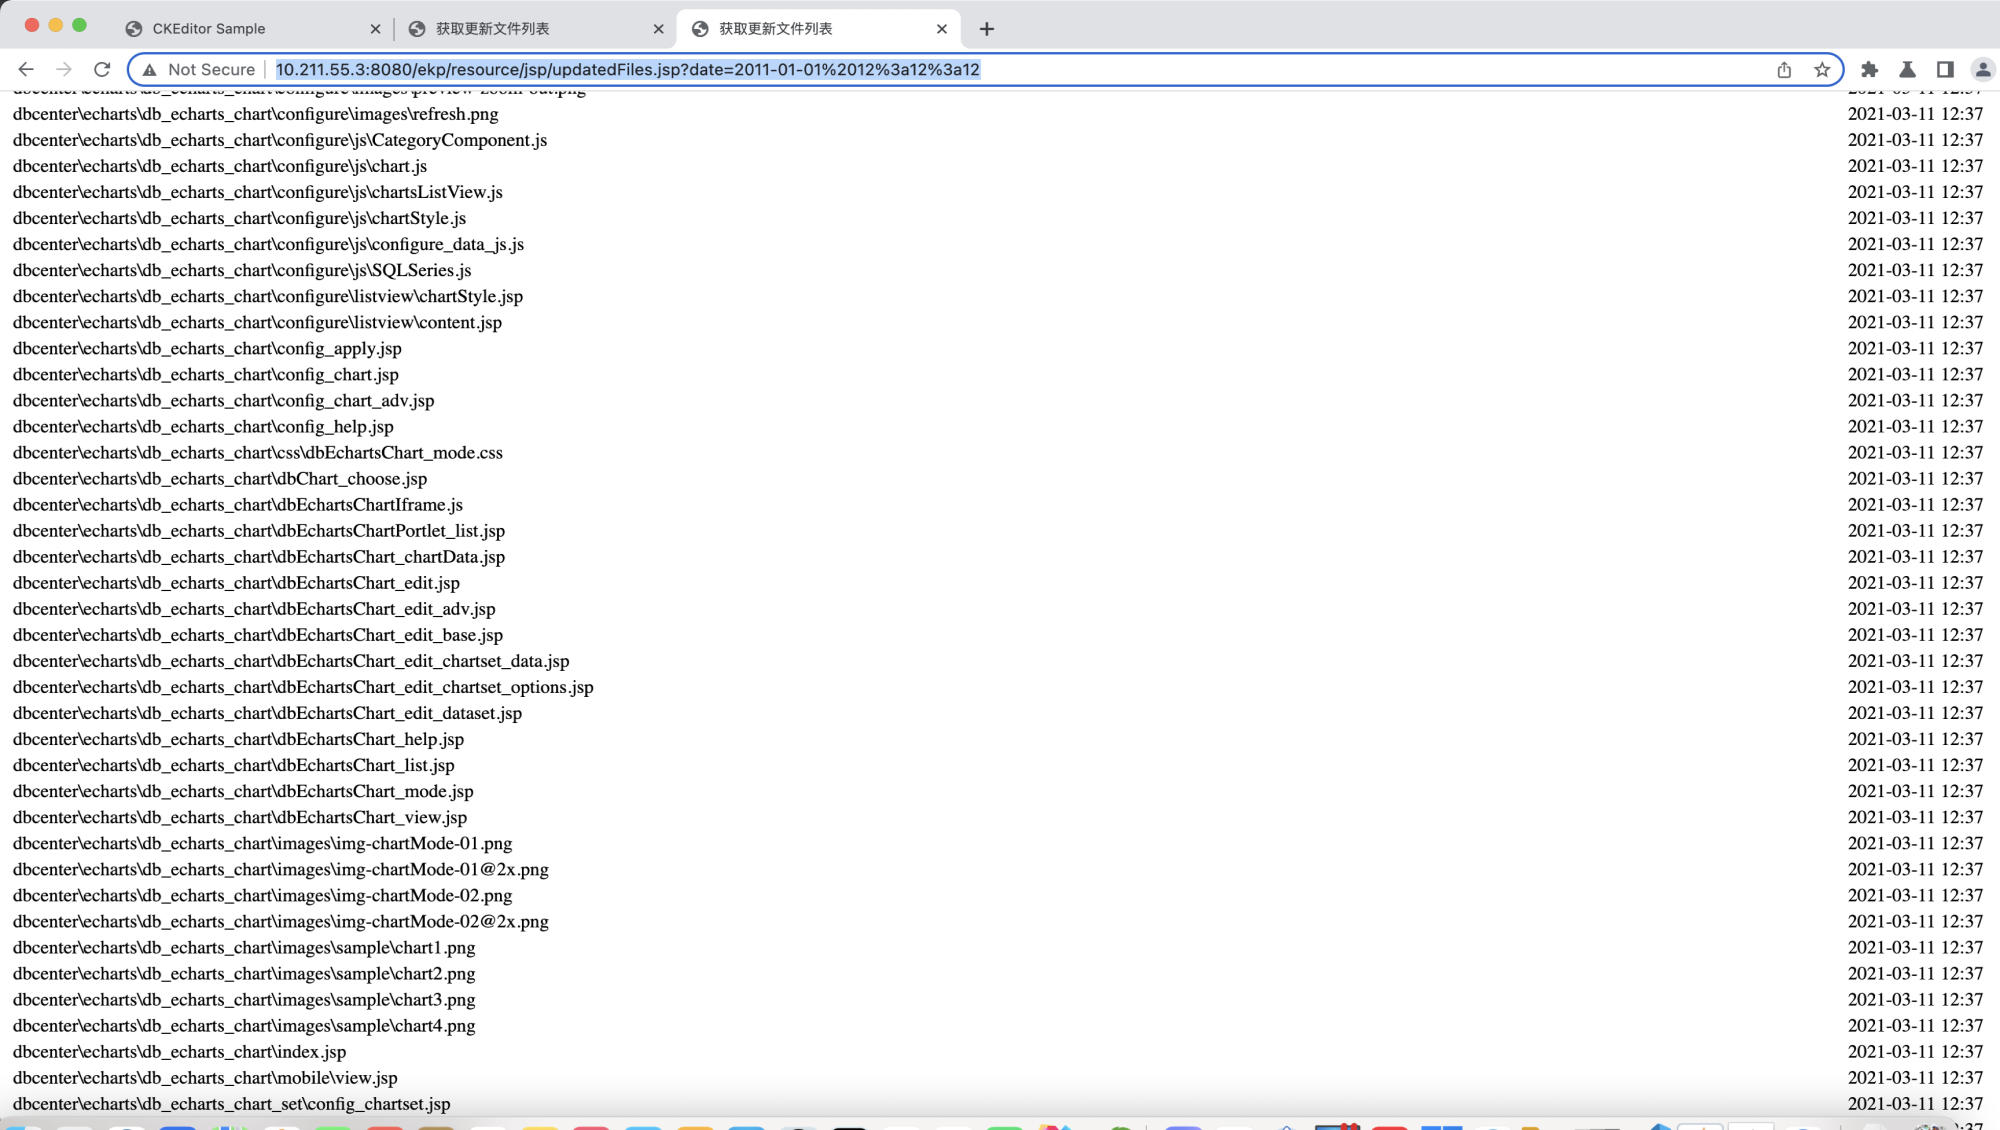 CKEditor Sample
获取更新文件列表
获取更新文件列表
Not Secure
10.211.55.3:8080/ekp/resource/jsp/updatedFiles.jsp?date=2011-01-01%2012%3a12%3a12
dbcenter\echarts\db_echarts_chart\configure\images\preview-zoom-out.png 2021-03-11 12:37
dbcenter\echarts\db_echarts_chart\configure\images\refresh.png 2021-03-11 12:37
dbcenter\echarts\db_echarts_chart\configure\js\CategoryComponent.js 2021-03-11 12:37
dbcenter\echarts\db_echarts_chart\configure\js\chart.js 2021-03-11 12:37
dbcenter\echarts\db_echarts_chart\configure\js\chartsListView.js 2021-03-11 12:37
dbcenter\echarts\db_echarts_chart\configure\js\chartStyle.js 2021-03-11 12:37
dbcenter\echarts\db_echarts_chart\configure\js\configure_data_js.js 2021-03-11 12:37
dbcenter\echarts\db_echarts_chart\configure\js\SQLSeries.js 2021-03-11 12:37
dbcenter\echarts\db_echarts_chart\configure\listview\chartStyle.jsp 2021-03-11 12:37
dbcenter\echarts\db_echarts_chart\configure\listview\content.jsp 2021-03-11 12:37
dbcenter\echarts\db_echarts_chart\config_apply.jsp 2021-03-11 12:37
dbcenter\echarts\db_echarts_chart\config_chart.jsp 2021-03-11 12:37
dbcenter\echarts\db_echarts_chart\config_chart_adv.jsp 2021-03-11 12:37
dbcenter\echarts\db_echarts_chart\config_help.jsp 2021-03-11 12:37
dbcenter\echarts\db_echarts_chart\css\dbEchartsChart_mode.css 2021-03-11 12:37
dbcenter\echarts\db_echarts_chart\dbChart_choose.jsp 2021-03-11 12:37
dbcenter\echarts\db_echarts_chart\dbEchartsChartIframe.js 2021-03-11 12:37
dbcenter\echarts\db_echarts_chart\dbEchartsChartPortlet_list.jsp 2021-03-11 12:37
dbcenter\echarts\db_echarts_chart\dbEchartsChart_chartData.jsp 2021-03-11 12:37
dbcenter\echarts\db_echarts_chart\dbEchartsChart_edit.jsp 2021-03-11 12:37
dbcenter\echarts\db_echarts_chart\dbEchartsChart_edit_adv.jsp 2021-03-11 12:37
dbcenter\echarts\db_echarts_chart\dbEchartsChart_edit_base.jsp 2021-03-11 12:37
dbcenter\echarts\db_echarts_chart\dbEchartsChart_edit_chartset_data.jsp 2021-03-11 12:37
dbcenter\echarts\db_echarts_chart\dbEchartsChart_edit_chartset_options.jsp 2021-03-11 12:37
dbcenter\echarts\db_echarts_chart\dbEchartsChart_edit_dataset.jsp 2021-03-11 12:37
dbcenter\echarts\db_echarts_chart\dbEchartsChart_help.jsp 2021-03-11 12:37
dbcenter\echarts\db_echarts_chart\dbEchartsChart_list.jsp 2021-03-11 12:37
dbcenter\echarts\db_echarts_chart\dbEchartsChart_mode.jsp 2021-03-11 12:37
dbcenter\echarts\db_echarts_chart\dbEchartsChart_view.jsp 2021-03-11 12:37
dbcenter\echarts\db_echarts_chart\images\img-chartMode-01.png 2021-03-11 12:37
dbcenter\echarts\db_echarts_chart\images\img-chartMode-01@2x.png 2021-03-11 12:37
dbcenter\echarts\db_echarts_chart\images\img-chartMode-02.png 2021-03-11 12:37
dbcenter\echarts\db_echarts_chart\images\img-chartMode-02@2x.png 2021-03-11 12:37
dbcenter\echarts\db_echarts_chart\images\sample\chart1.png 2021-03-11 12:37
dbcenter\echarts\db_echarts_chart\images\sample\chart2.png 2021-03-11 12:37
dbcenter\echarts\db_echarts_chart\images\sample\chart3.png 2021-03-11 12:37
dbcenter\echarts\db_echarts_chart\images\sample\chart4.png 2021-03-11 12:37
dbcenter\echarts\db_echarts_chart\index.jsp 2021-03-11 12:37
dbcenter\echarts\db_echarts_chart\mobile\view.jsp 2021-03-11 12:37
dbcenter\echarts\db_echarts_chart_set\config_chartset.jsp 2021-03-11 12:37